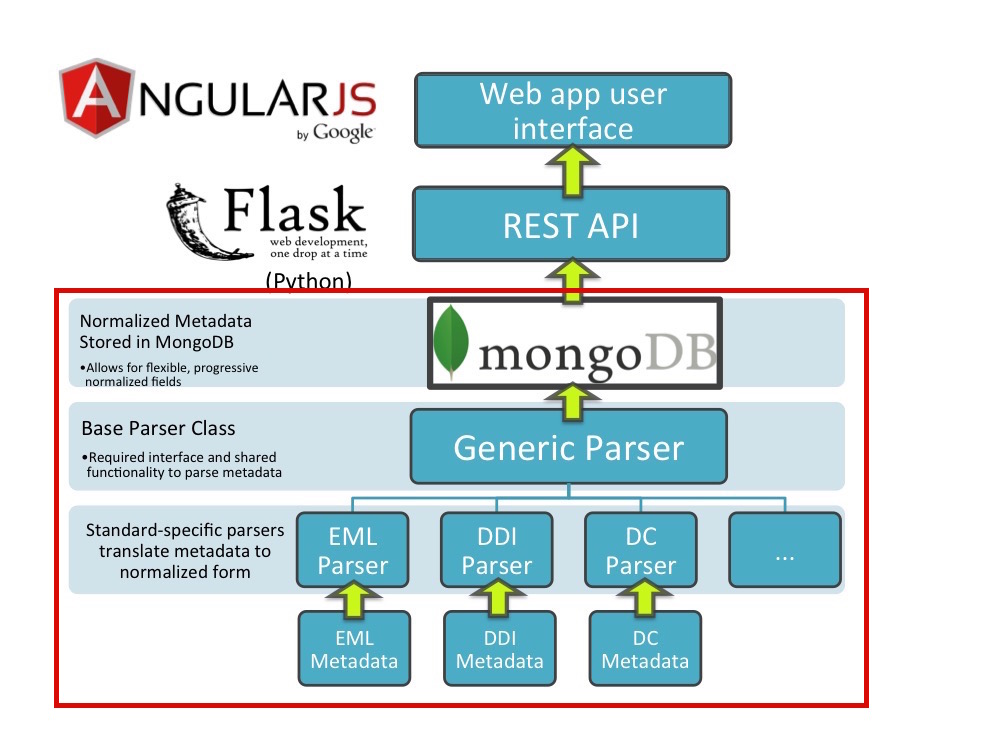 ANGULARJS
by Google
Web app user
interface
Flask
web development,
one drop at a time
(Python)
REST API
Normalized Metadata
Stored in MongoDB
•Allows for flexible, progressive
normalized fields
mongoDB
Base Parser Class
•Required interface and shared
functionality to parse metadata
Generic Parser
Standard-specific parsers
translate metadata to
normalized form
EML
Parser
DDI
Parser
DC
Parser
...
EML
Metadata
DDI
Metadata
DC
Metadata